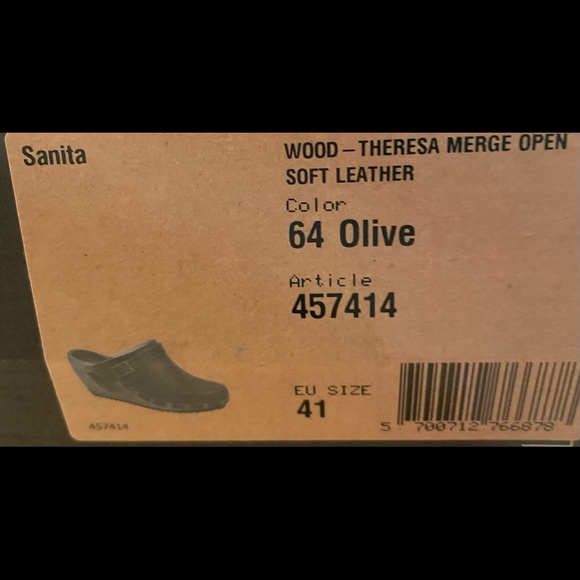 Sanita
WOOD – THERESA MERGE OPEN
SOFT LEATHER
Color
64 Olive
Article
457414
EU SIZE
41
457414
5 700712 766878